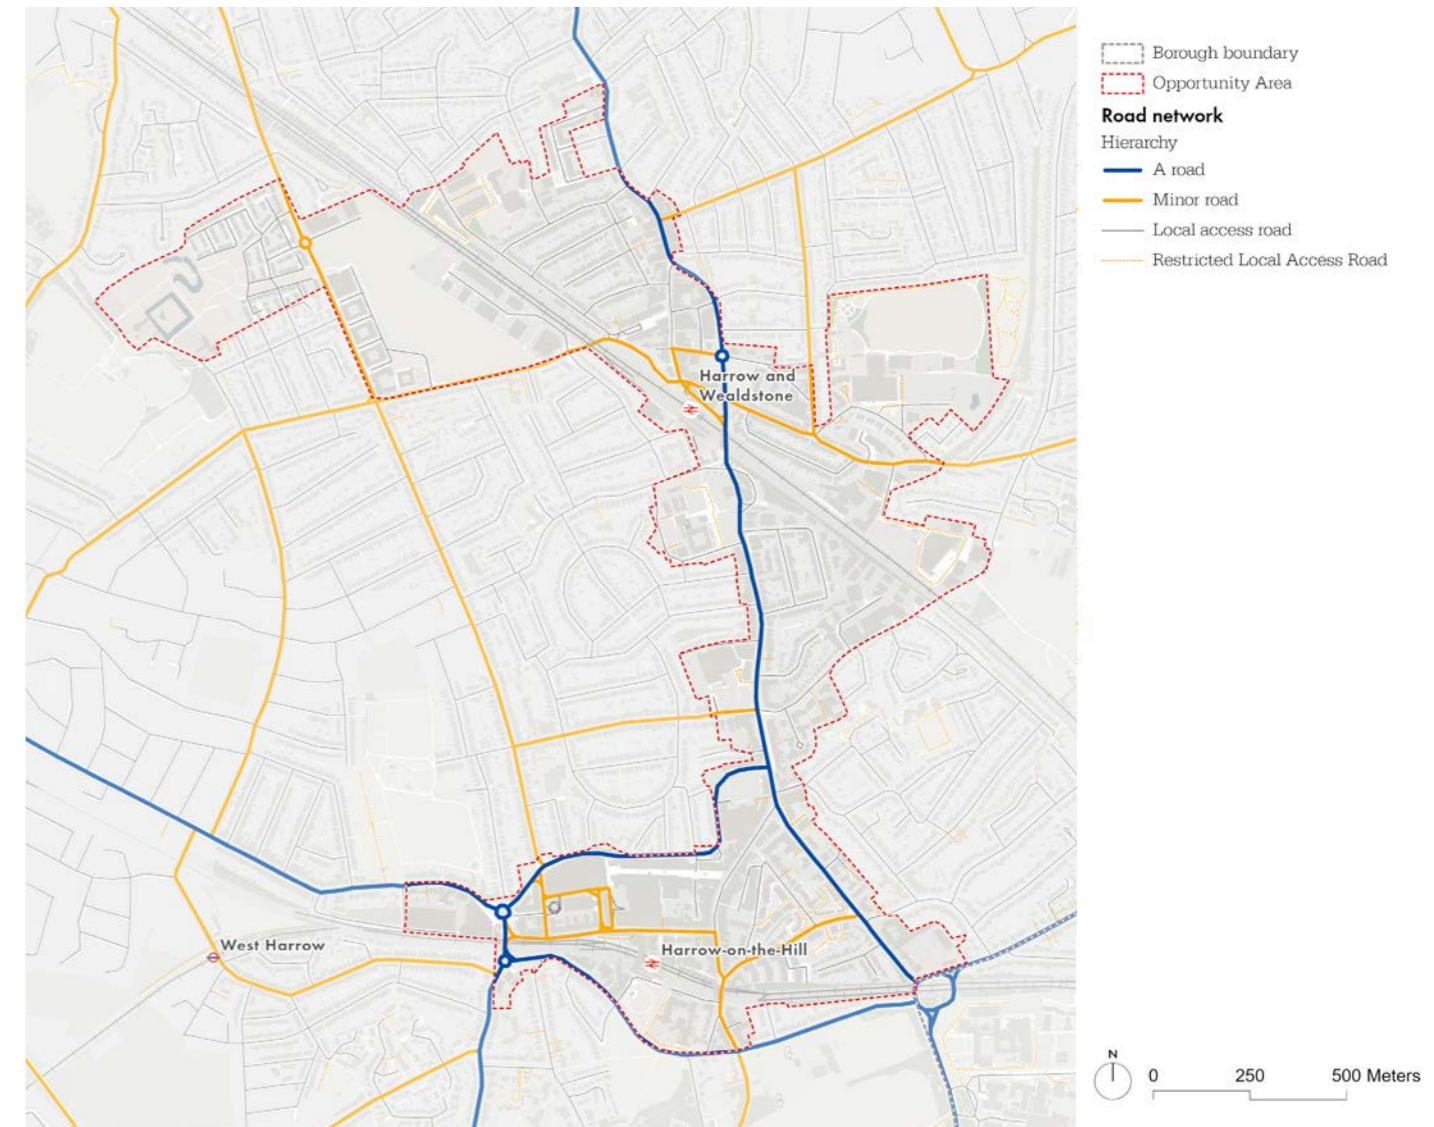 Borough boundary
Opportunity Area
Road network
Hierarchy
A road
Minor road
Local access road
Restricted Local Access Road
Harrow and
Wealdstone
West Harrow
Harrow-on-the-Hill
N
0 250 500 Meters